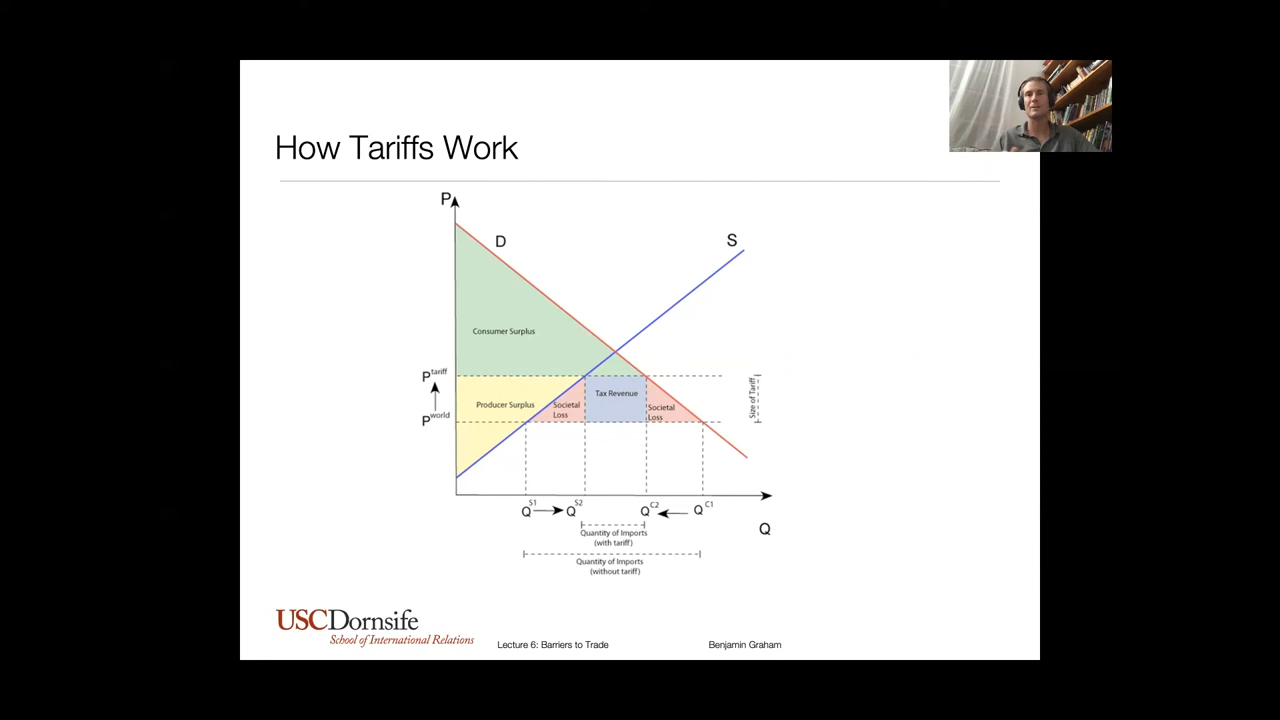 How Tariffs Work
P
D
S
Consumer Surplus
P tariff
Tax Revenue
Size of Tariff
Producer Surplus
Societal
Loss
Societal
Loss
P world
Q S1
Q S2
Q C2
Q C1
Q
Quantity of Imports
(with tariff)
Quantity of Imports
(without tariff)
USCDornsife
School of International Relations
Lecture 6: Barriers to Trade
Benjamin Graham